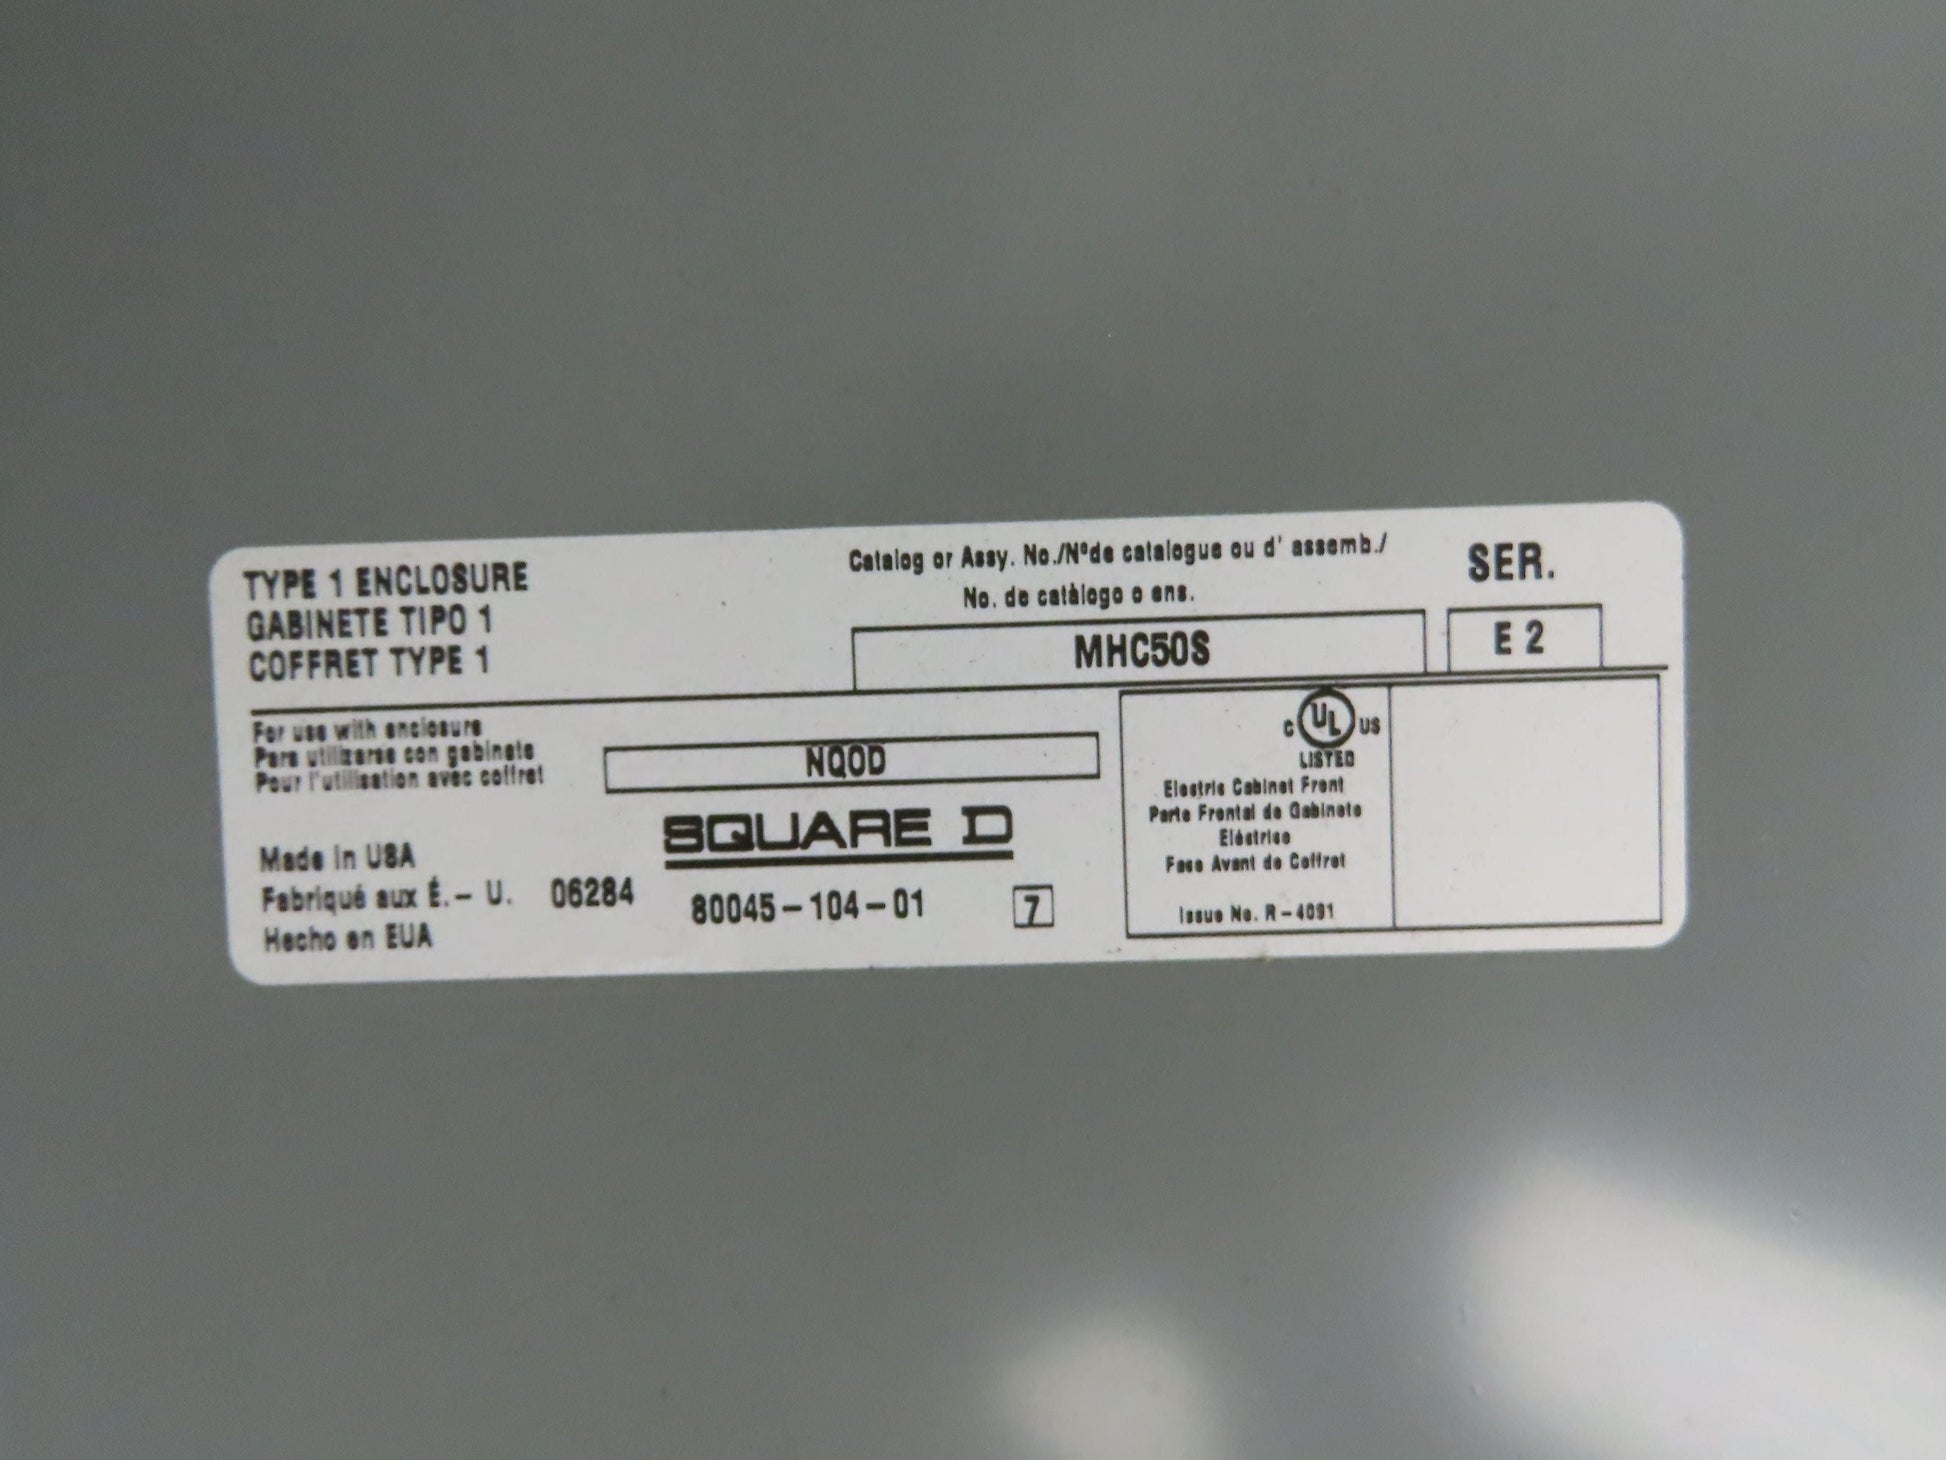 TYPE 1 ENCLOSURE
GABINETE TIPO 1
COFFRET TYPE 1
Catalog or Assy. No./Nºde catalogue ou d' assemb./
No. de catàlogo o ens.
MHC50S
SER.
E 2
For use with enclosure
Para utilizarse con gabinete
Pour l'utilisation avec coffret
NQOD
SQUARE D
Made in USA
Fabriqué aux É.- U. 06284
Hecho en EUA
80045-104-01
7
C UL US
LISTED
Electric Cabinet Front
Parte Frontal de Gabinete
Eléctrico
Face Avant de Coffret
Issue No. R-4091